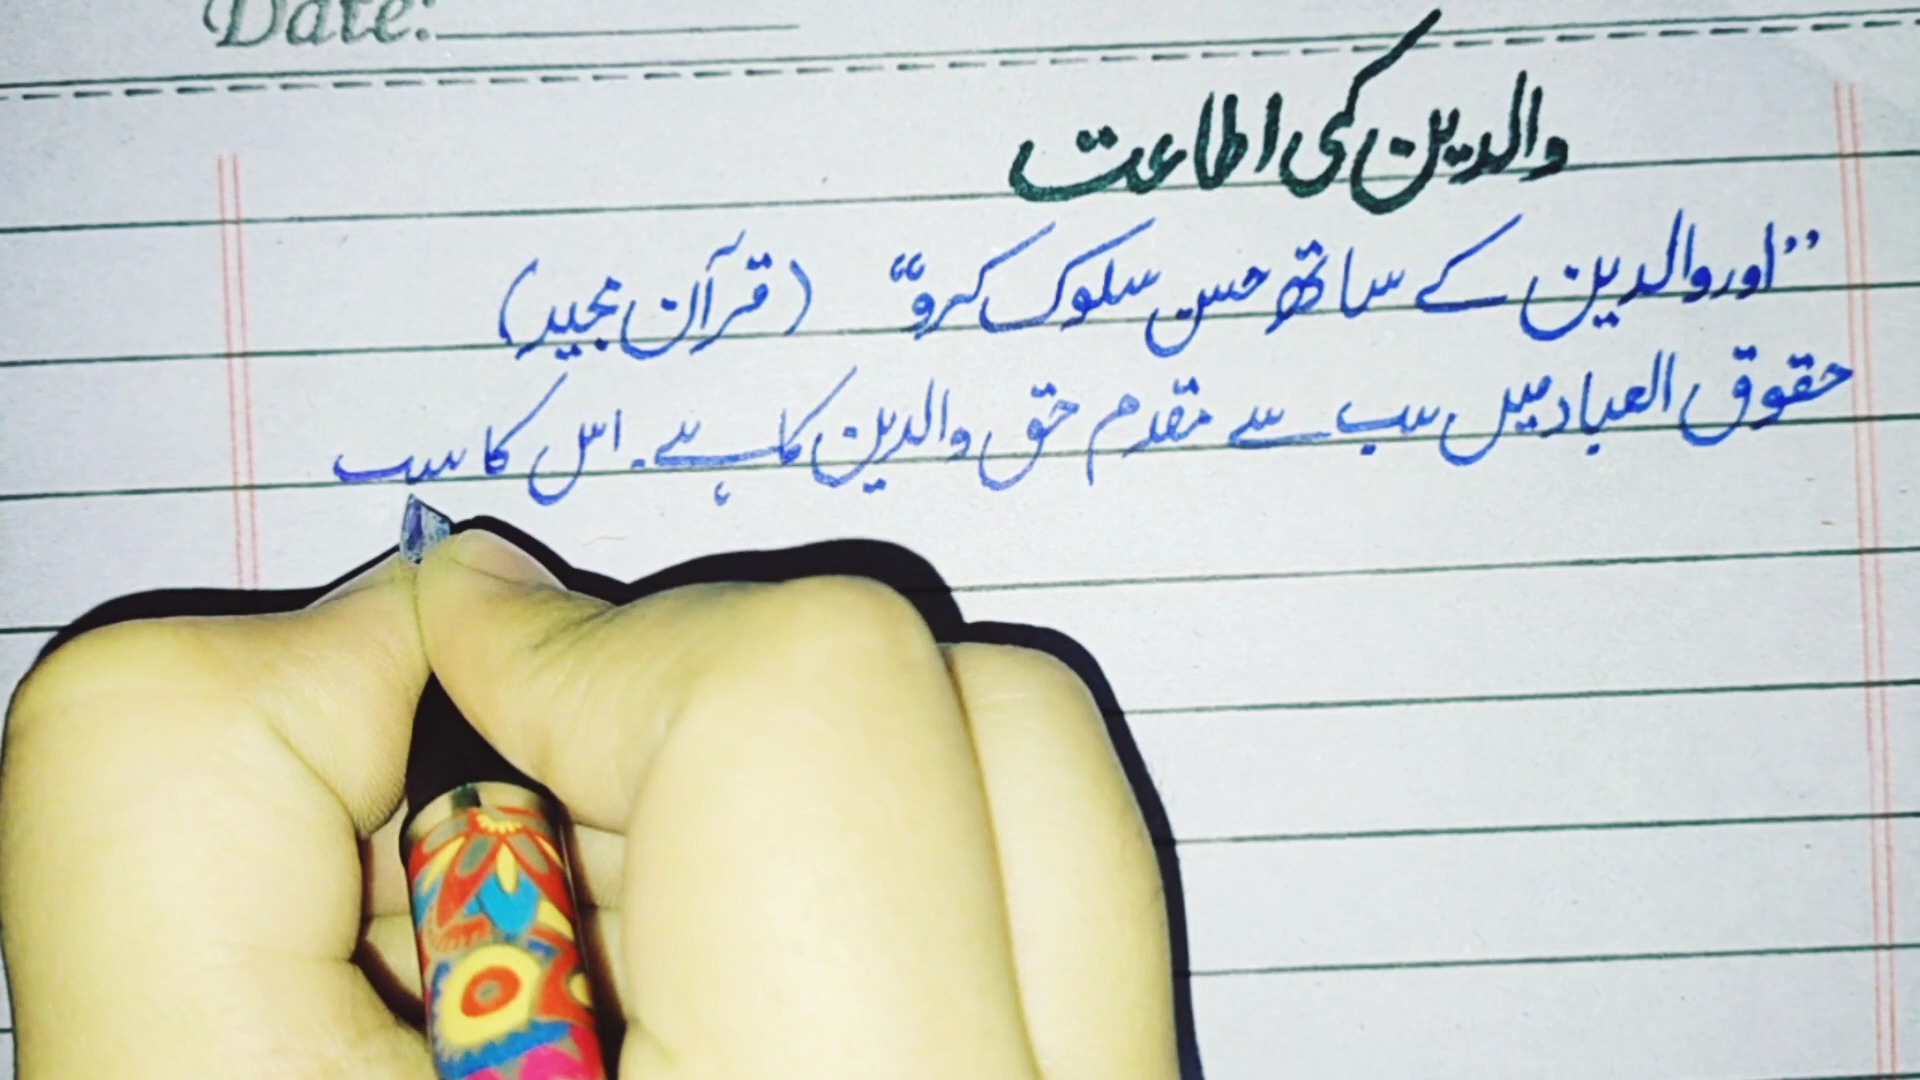 Date:
والدین کی اطاعت
”اور والدین کے ساتھ حسن سلوک کرو“ (قرآن مجید)
حقوق العباد میں سب سے مقدم حق والدین کا ہے۔ اس کا سب